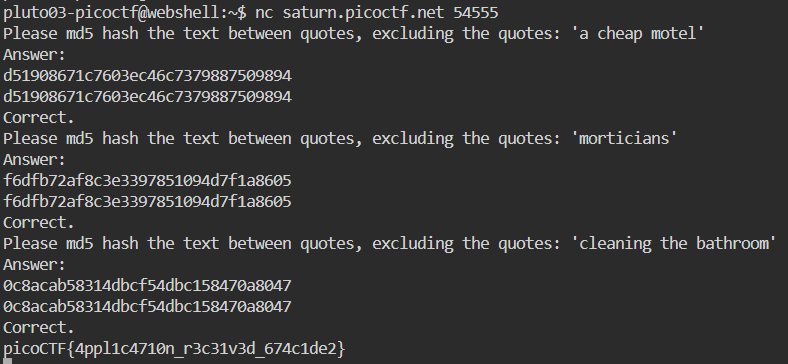 pluto03-picoctf@webshell:~$ nc saturn.picoctf.net 54555
Please md5 hash the text between quotes, excluding the quotes: 'a cheap motel'
Answer:
d51908671c7603ec46c7379887509894
d51908671c7603ec46c7379887509894
Correct.
Please md5 hash the text between quotes, excluding the quotes: 'morticians'
Answer:
f6dfb72af8c3e3397851094d7f1a8605
f6dfb72af8c3e3397851094d7f1a8605
Correct.
Please md5 hash the text between quotes, excluding the quotes: 'cleaning the bathroom'
Answer:
0c8acab58314dbcf54dbc158470a8047
0c8acab58314dbcf54dbc158470a8047
Correct.
picoCTF{4ppl1c4710n_r3c31v3d_674c1de2}